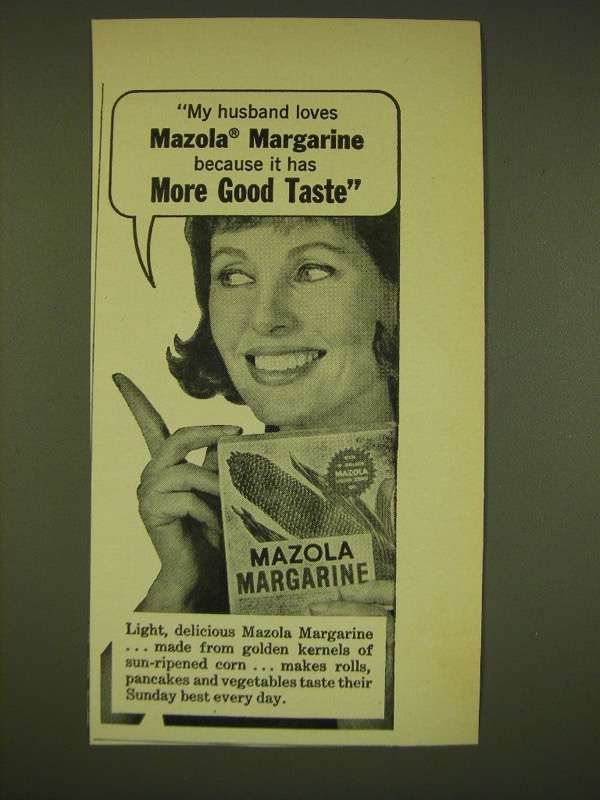 “My husband loves
Mazola® Margarine
because it has
More Good Taste”
MAZOLA
MAZOLA
MARGARINE
Light, delicious Mazola Margarine
... made from golden kernels of
sun-ripened corn ... makes rolls,
pancakes and vegetables taste their
Sunday best every day.